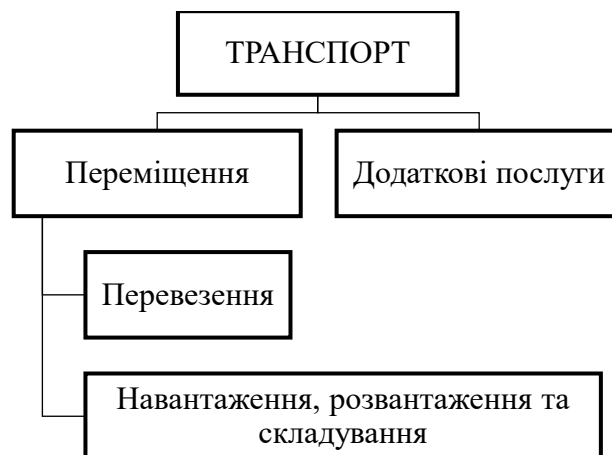 ТРАНСПОРТ
Переміщення
Додаткові послуги
Перевезення
Навантаження, розвантаження та
складування